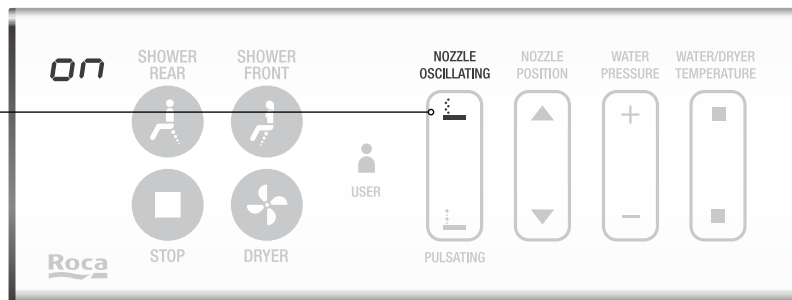 on
SHOWER
REAR
SHOWER
FRONT
NOZZLE
OSCILLATING
NOZZLE
POSITION
WATER
PRESSURE
WATER/DRYER
TEMPERATURE
USER
STOP
DRYER
PULSATING
Roca